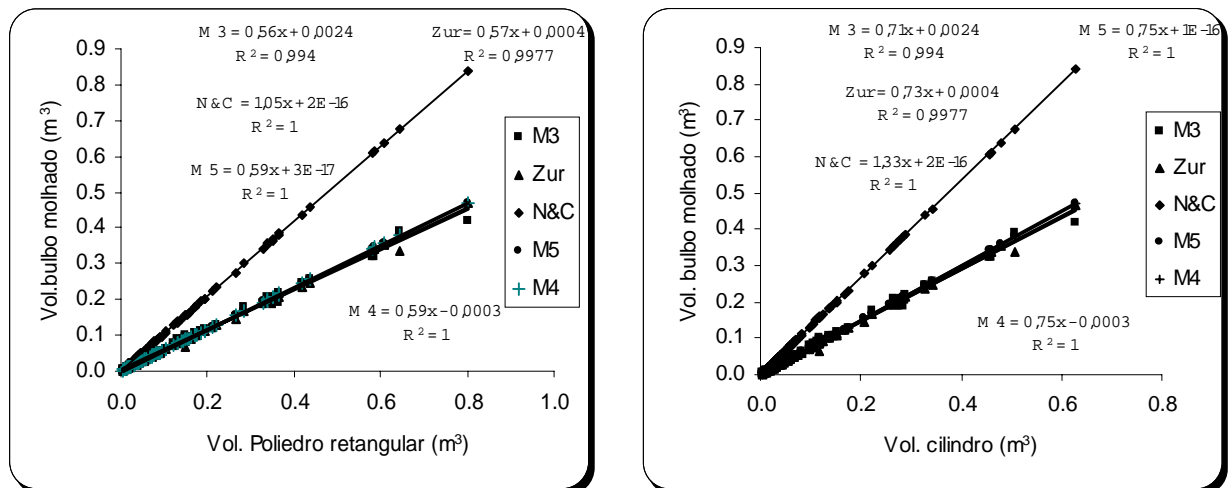 M 3 = 0,56x + 0,0024
R² = 0,994
Zur = 0,57x + 0,0004
R² = 0,9977
N&C = 1,05x + 2E-16
R² = 1
M 5 = 0,59x + 3E-17
R² = 1
M 4 = 0,59x - 0,0003
R² = 1
Vol.bulbo molhado (m³)
0.9
0.8
0.7
0.6
0.5
0.4
0.3
0.2
0.1
0.0
0.0 0.2 0.4 0.6 0.8 1.0
Vol. Poliedro retangular (m³)
M3
Zur
N&C
M5
M4
M 3 = 0,71x + 0,0024
R² = 0,994
M 5 = 0,75x + 1E-16
R² = 1
Zur = 0,73x + 0,0004
R² = 0,9977
N&C = 1,33x + 2E-16
R² = 1
M 4 = 0,75x - 0,0003
R² = 1
Vol. bulbo molhado (m³)
0.9
0.8
0.7
0.6
0.5
0.4
0.3
0.2
0.1
0.0
0.0 0.2 0.4 0.6 0.8
Vol. cilindro (m³)
M3
Zur
N&C
M5
M4